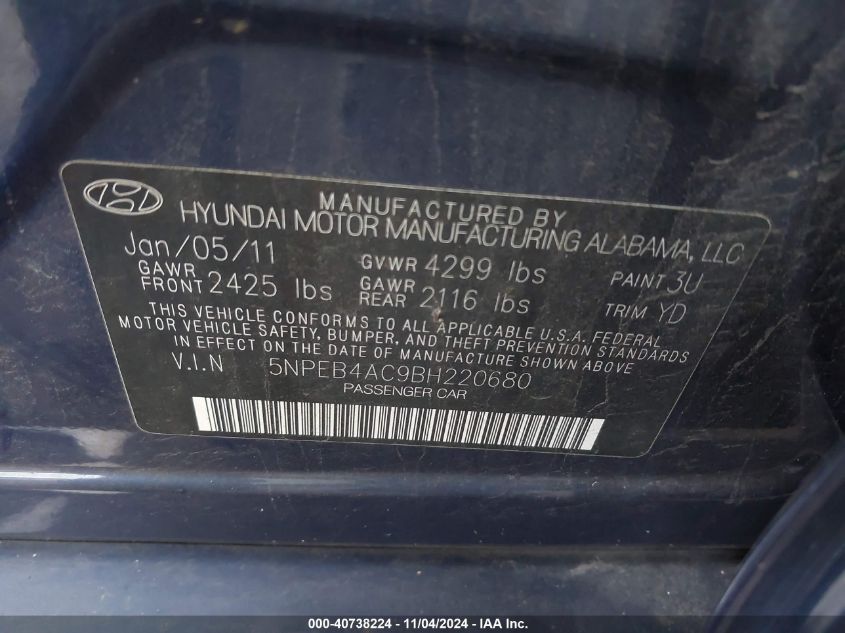 MANUFACTURED BY
HYUNDAI MOTOR MANUFACTURING ALABAMA, LLC
Jan/05/11 GVWR 4299 lbs PAINT 3U
GAWR FRONT 2425 lbs GAWR REAR 2116 lbs TRIM YD
THIS VEHICLE CONFORMS TO ALL APPLICABLE U.S.A. FEDERAL
MOTOR VEHICLE SAFETY, BUMPER, AND THEFT PREVENTION STANDARDS
IN EFFECT ON THE DATE OF MANUFACTURE SHOWN ABOVE
V.I.N 5NPEB4AC9BH220680
PASSENGER CAR
000-40738224 - 11/04/2024 - IAA Inc.